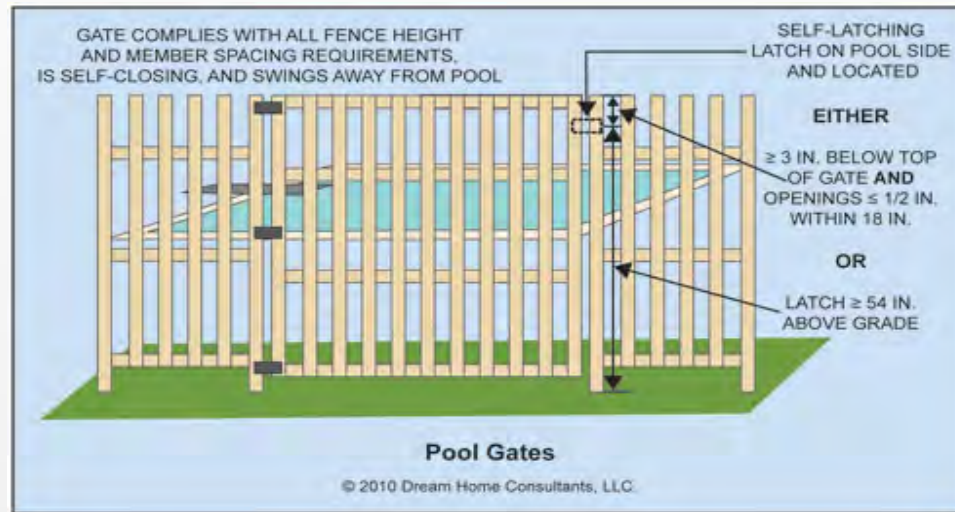 GATE COMPLIES WITH ALL FENCE HEIGHT
AND MEMBER SPACING REQUIREMENTS,
IS SELF-CLOSING, AND SWINGS AWAY FROM POOL
SELF-LATCHING
LATCH ON POOL SIDE
AND LOCATED
EITHER
≥ 3 IN. BELOW TOP
OF GATE AND
OPENINGS ≤ 1/2 IN.
WITHIN 18 IN.
OR
LATCH ≥ 54 IN.
ABOVE GRADE
Pool Gates
© 2010 Dream Home Consultants, LLC.